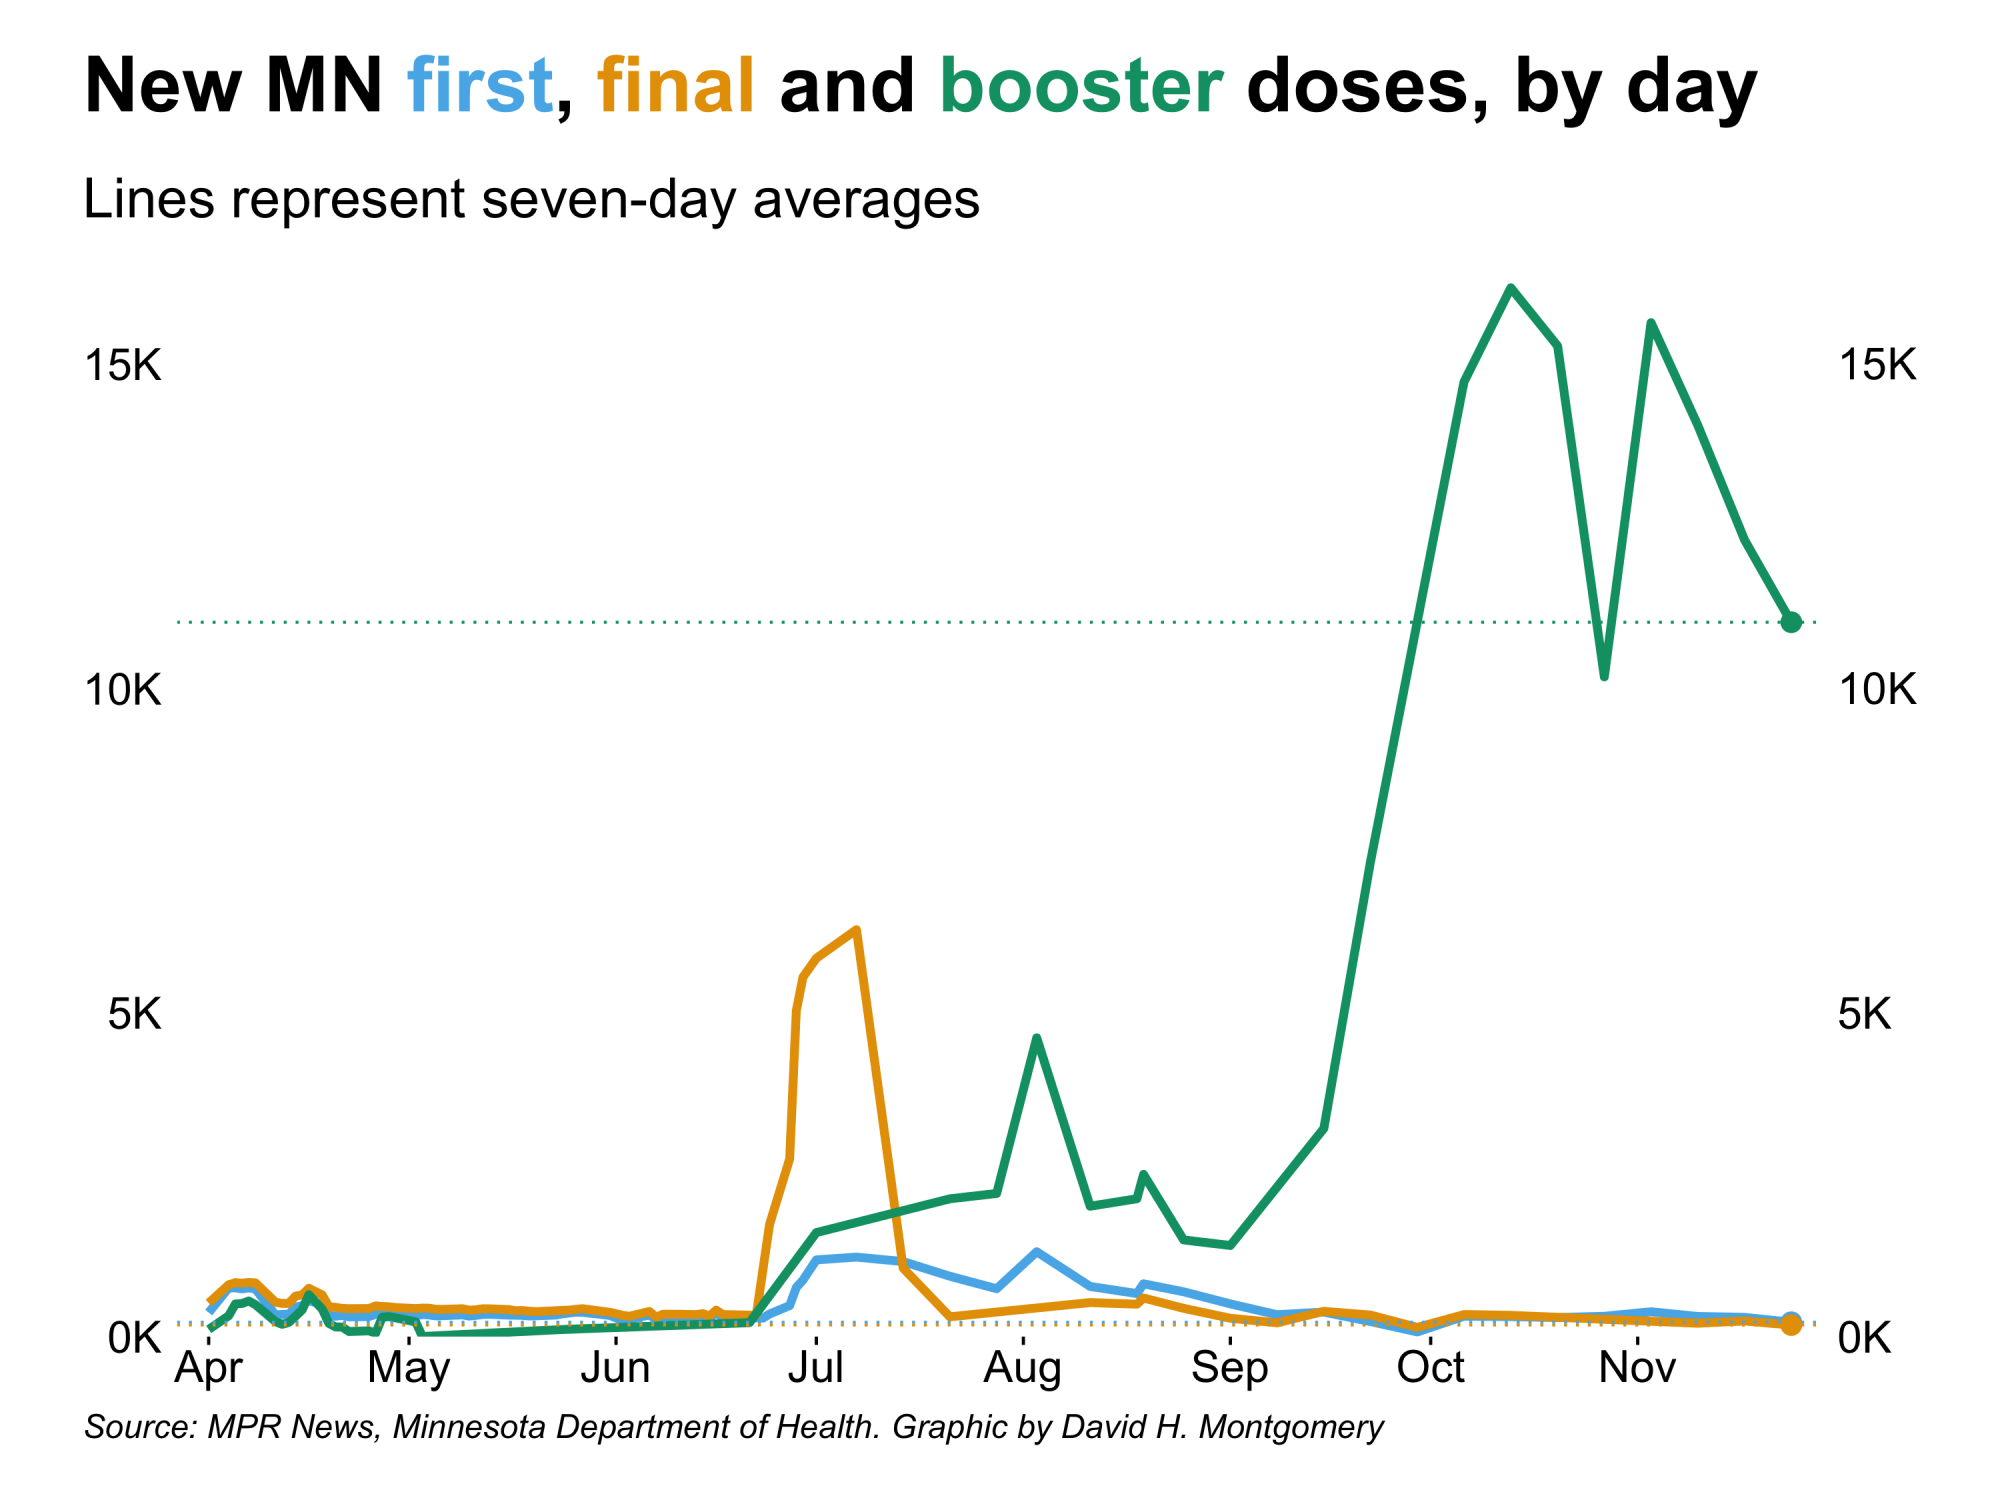 New MN first, final and booster doses, by day
Lines represent seven-day averages
15K 15K
10K 10K
5K 5K
0K 0K
Apr May Jun Jul Aug Sep Oct Nov
Source: MPR News, Minnesota Department of Health. Graphic by David H. Montgomery